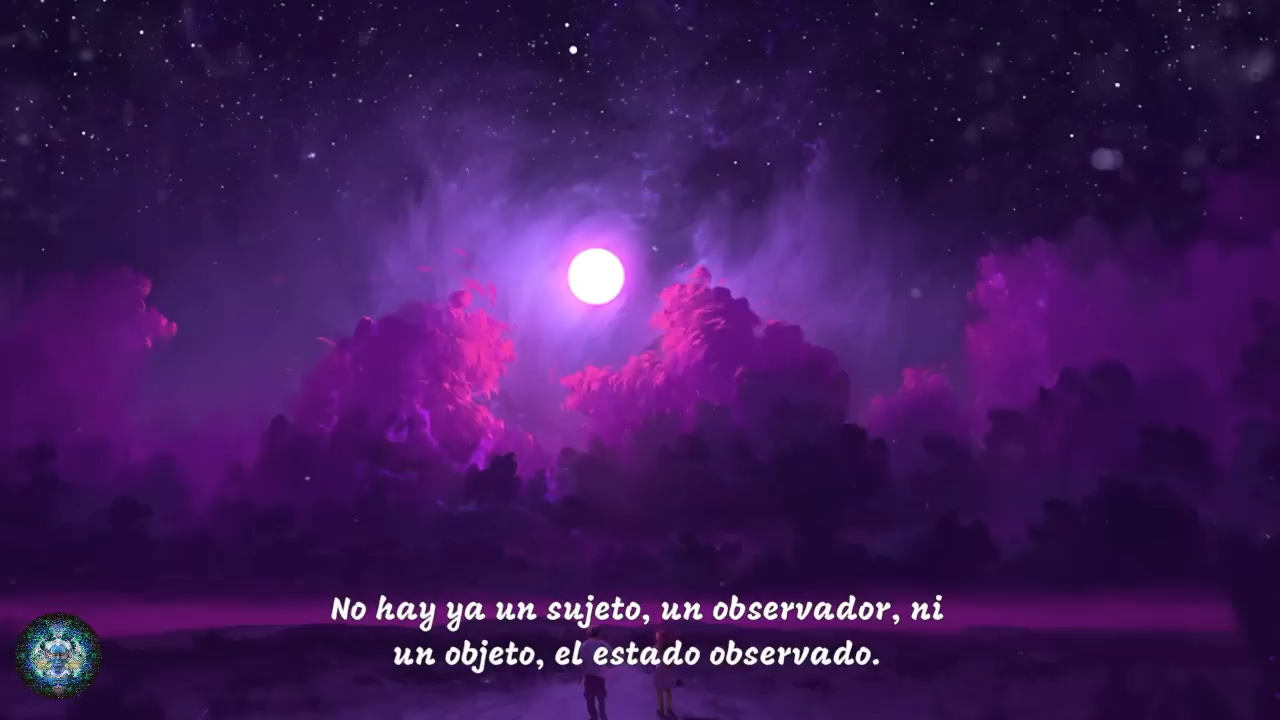 No hay ya un sujeto, un observador, ni
un objeto, el estado observado.